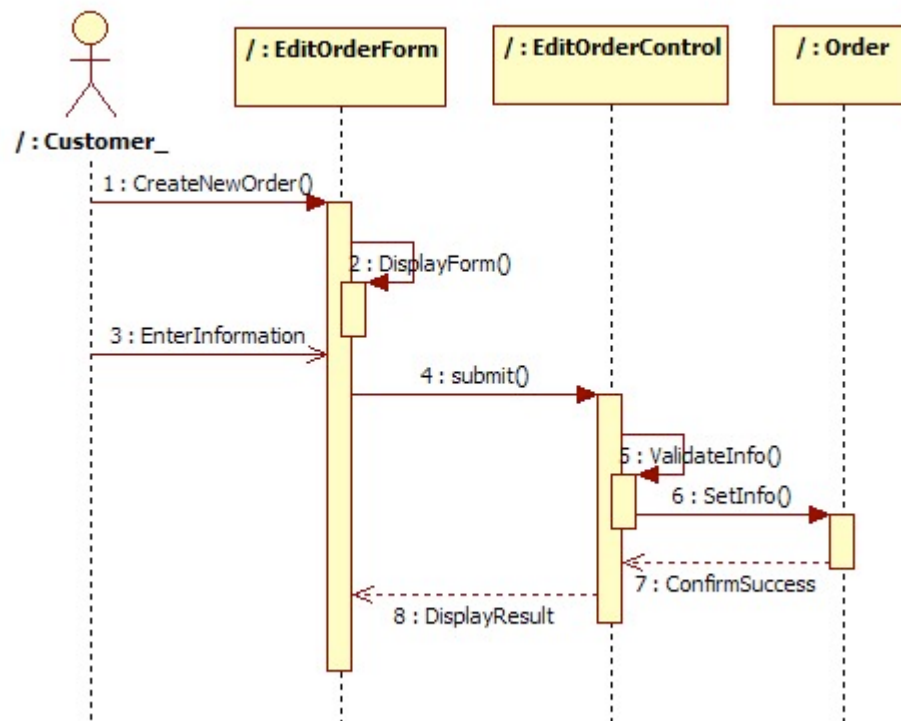 / : EditOrderForm
/ : EditOrderControl
/ : Order
/ : Customer_
1 : CreateNewOrder()
2 : DisplayForm()
3 : EnterInformation
4 : submit()
5 : ValidateInfo()
6 : SetInfo()
7 : ConfirmSuccess
8 : DisplayResult